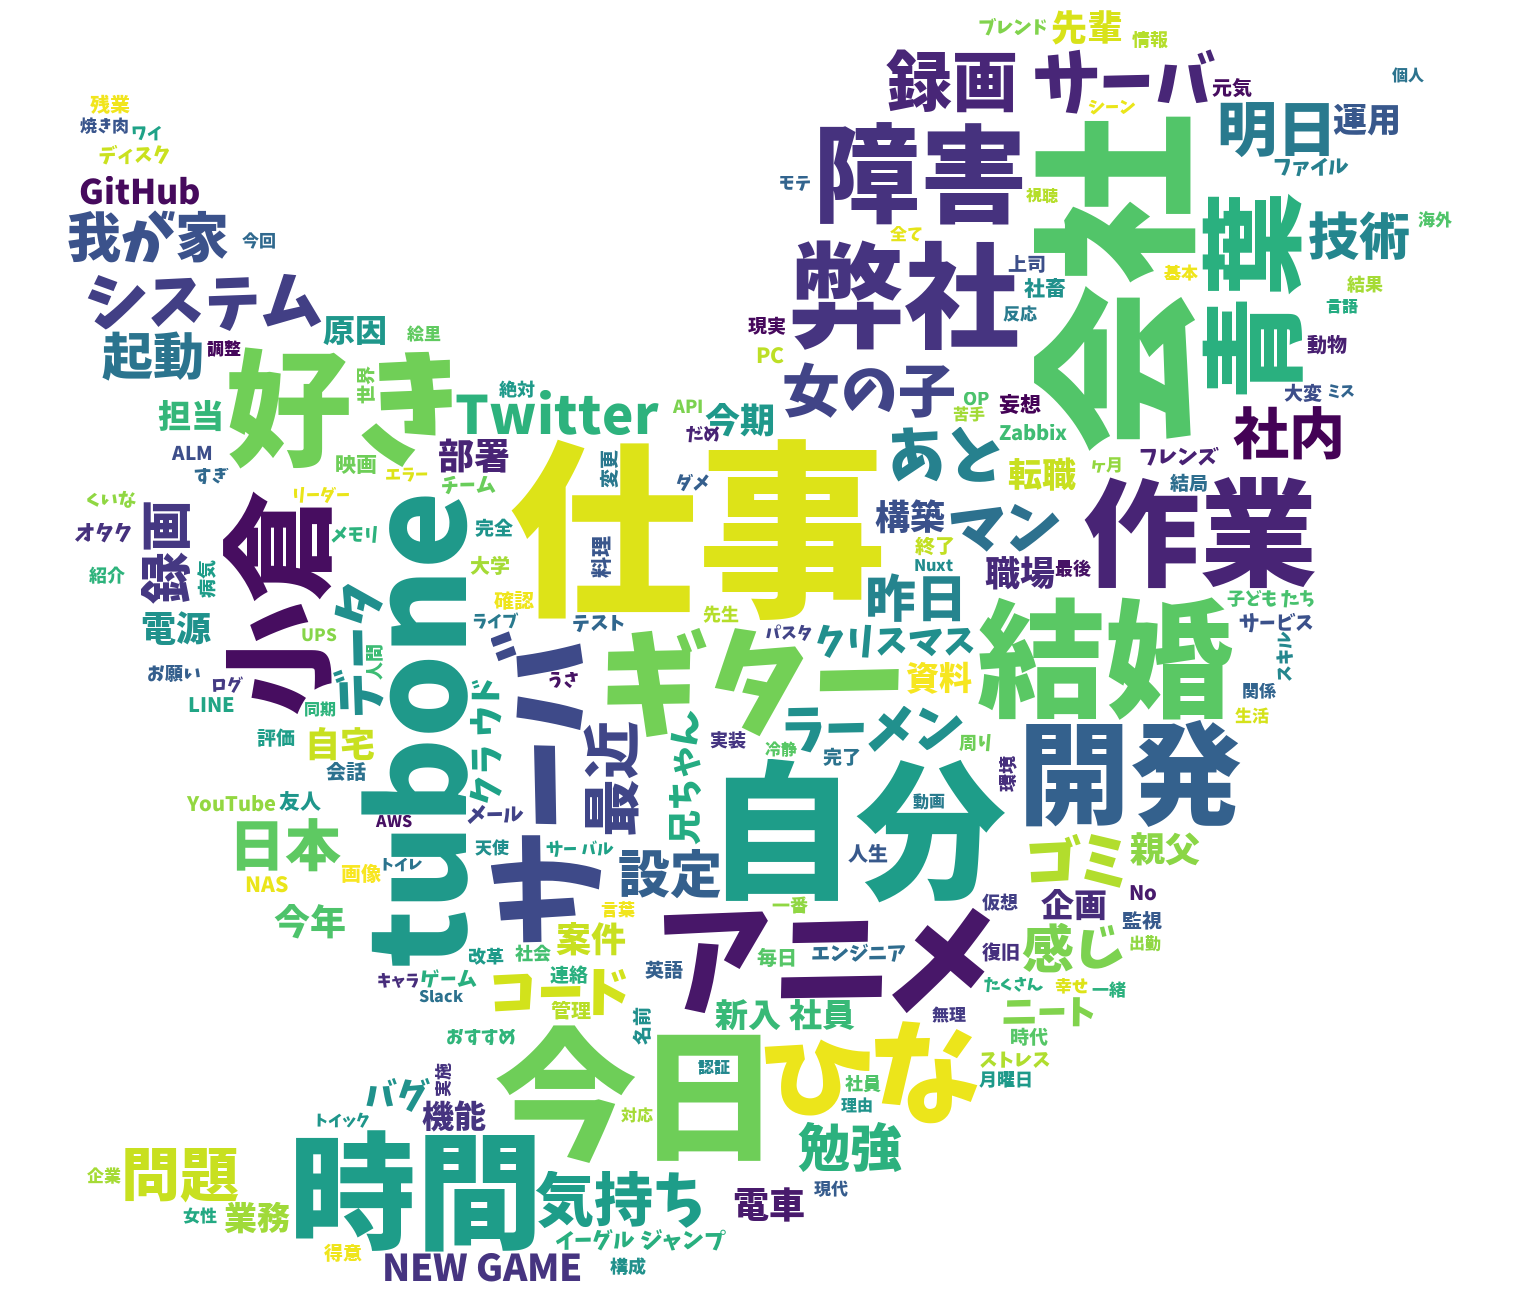 ブレンド 先輩 情報
録画 サーバ 元気 個人
残業
焼き肉 ワイ
ディスク
シーン 明日 運用
GitHub
障害 会社 ファイル
モテ 視聴 青葉
我が家 今回 全て 技術 海外
弊社 上司 基本
システム 社畜 結果
反応 言語
起動 調整 原因 絵里 現実 動物
好き 世界 PC
女の子 OP 妄想 大変 ミス
担当 Twitter 絶対 API 今期 苦手
だめ Zabbix 社内
ALM 部署 あと フレンズ
すぎ 映画 エラー 変更 ダメ 転職 ヶ月
チーム 仕事 結局
くいな リーダー 作業
オタク 録画 小倉 メモリ tubone 完全 構築 マン
料理 終了
紹介 病気 大学 Nuxt 職場 最後
確認 昨日 子どもたち
電源 データ UPS ライブ テスト 先生 パスタ クリスマス 結婚 サービス
人間 ギター スキル
お願い ログ うさ 資料 関係
LINE 同期 クラウド サーバ ラーメン 生活
評価 自宅 最近 兄ちゃん 実装 冷静 完了 周り 開発
会話 自分 環境
YouTube 友人 AWS メール 動画
日本 トイレ 天使 サーバル 設定 人生 ゴミ 親父
NAS 画像
今年 言葉 一番 仮想 企画 No
案件 アニメ 監視
改革 社会 毎日 エンジニア 復旧 感じ 出勤
キャラ ゲーム 連絡 英語
Slack コード たくさん 幸せ 一緒
管理 新入社員 無理 ニート
おすすめ 名前 時代
今日 認証 ひな ストレス
実施 社員 月曜日
バグ 機能 理由
トイック 対応
時間 勉強
企業 問題 気持ち 現代
女性 業務 電車
得意 イーグルジャンプ
NEW GAME 構成